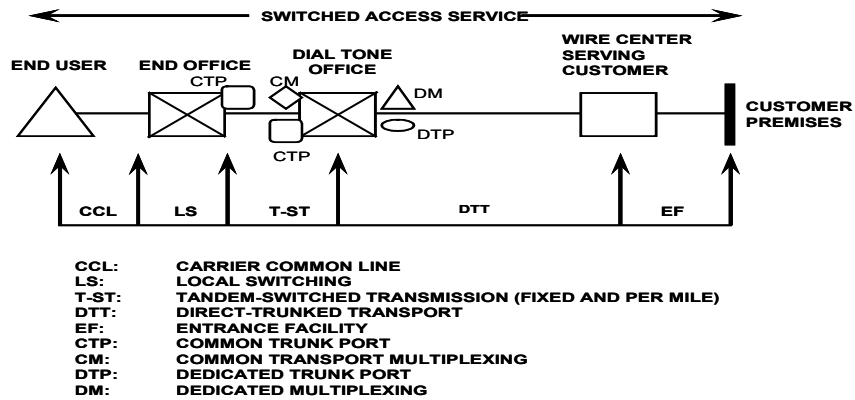 SWITCHED ACCESS SERVICE
END USER
END OFFICE
DIAL TONE
OFFICE
WIRE CENTER
SERVING
CUSTOMER
CTP
CM
DM
DTP
CTP
CUSTOMER
PREMISES
CCL
LS
T-ST
DTT
EF
CCL: CARRIER COMMON LINE
LS: LOCAL SWITCHING
T-ST: TANDEM-SWITCHED TRANSMISSION (FIXED AND PER MILE)
DTT: DIRECT-TRUNKED TRANSPORT
EF: ENTRANCE FACILITY
CTP: COMMON TRUNK PORT
CM: COMMON TRANSPORT MULTIPLEXING
DTP: DEDICATED TRUNK PORT
DM: DEDICATED MULTIPLEXING